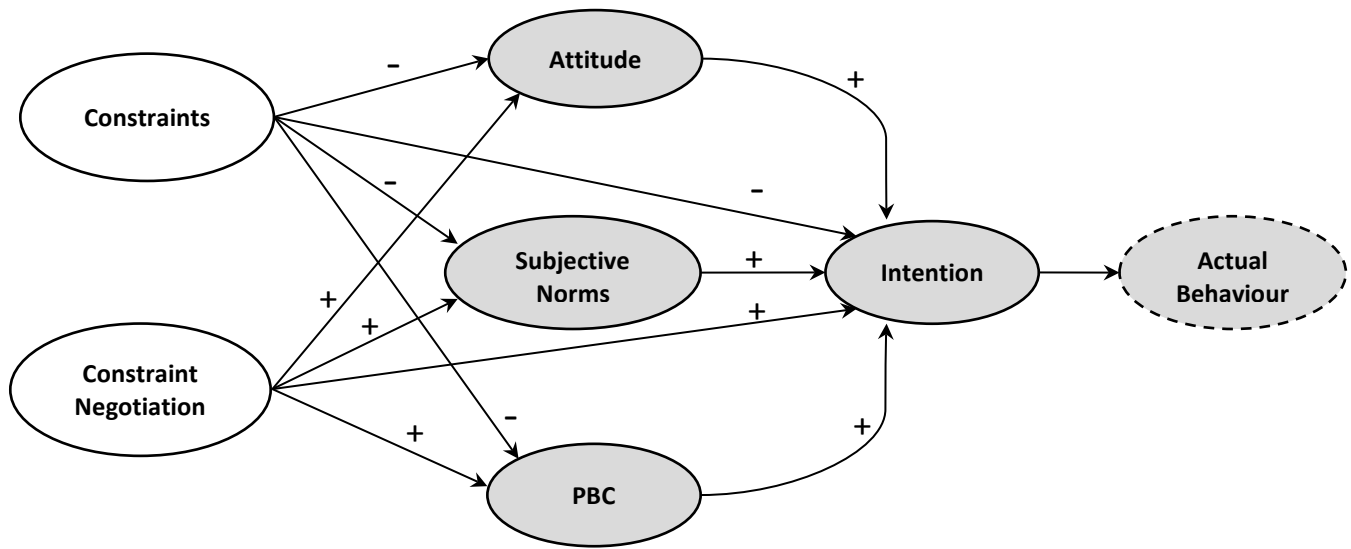 Attitude
Constraints
-
+
-
-
Subjective
Norms
+
Intention
Actual
Behaviour
+
+
+
Constraint
Negotiation
-
+
+
PBC